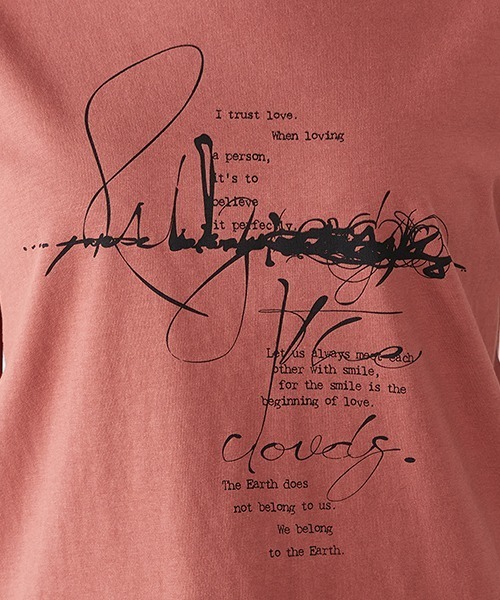 I trust love.
When loving
a person,
it's to
believe
it perfectly.
the
Let us always meet each
other with smile,
for the smile is the
beginning of love.
clouds.
The Earth does
not belong to us.
We belong
to the Earth.